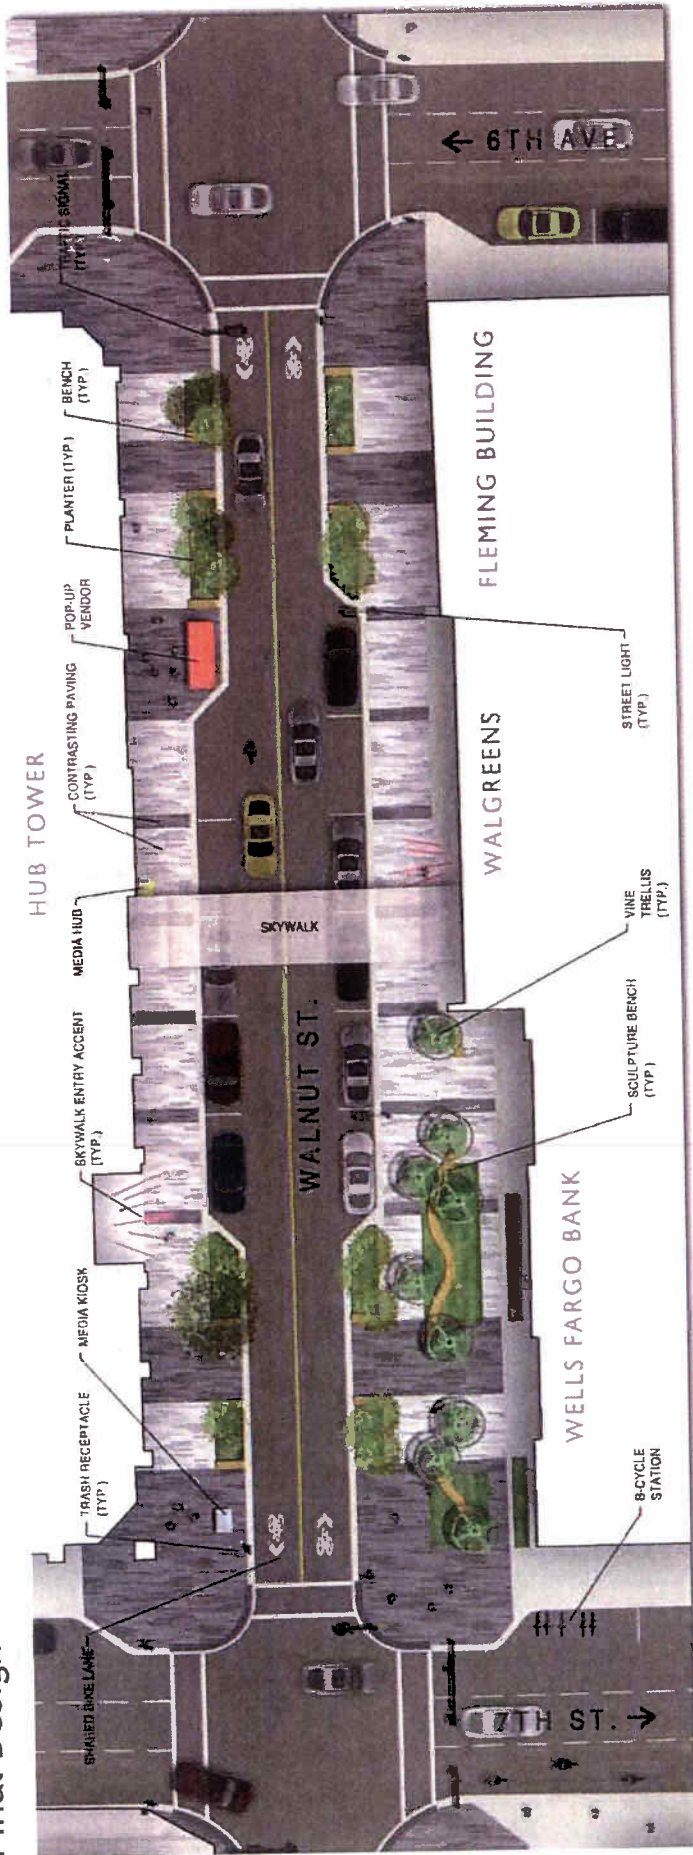 Final Design
HUB TOWER
TRASH RECEPTACLE
(TYP.)
MEDIA KIOSK
SKYWALK ENTRY ACCENT
(TYP.)
MEDIA HUB
CONTRASTING PAVING
(TYP.)
POP-UP
VENDOR
PLANTER (TYP.)
BENCH
(TYP.)
TRAFFIC SIGNAL
(TYP.)
SHARED BIKE LANE
SKYWALK
WALNUT ST.
← 6TH AVE.
7TH ST. →
B-CYCLE
STATION
WELLS FARGO BANK
SCULPTURE BENCH
(TYP.)
VINE
TRELLIS
(TYP.)
WALGREENS
STREET LIGHT
(TYP.)
FLEMING BUILDING